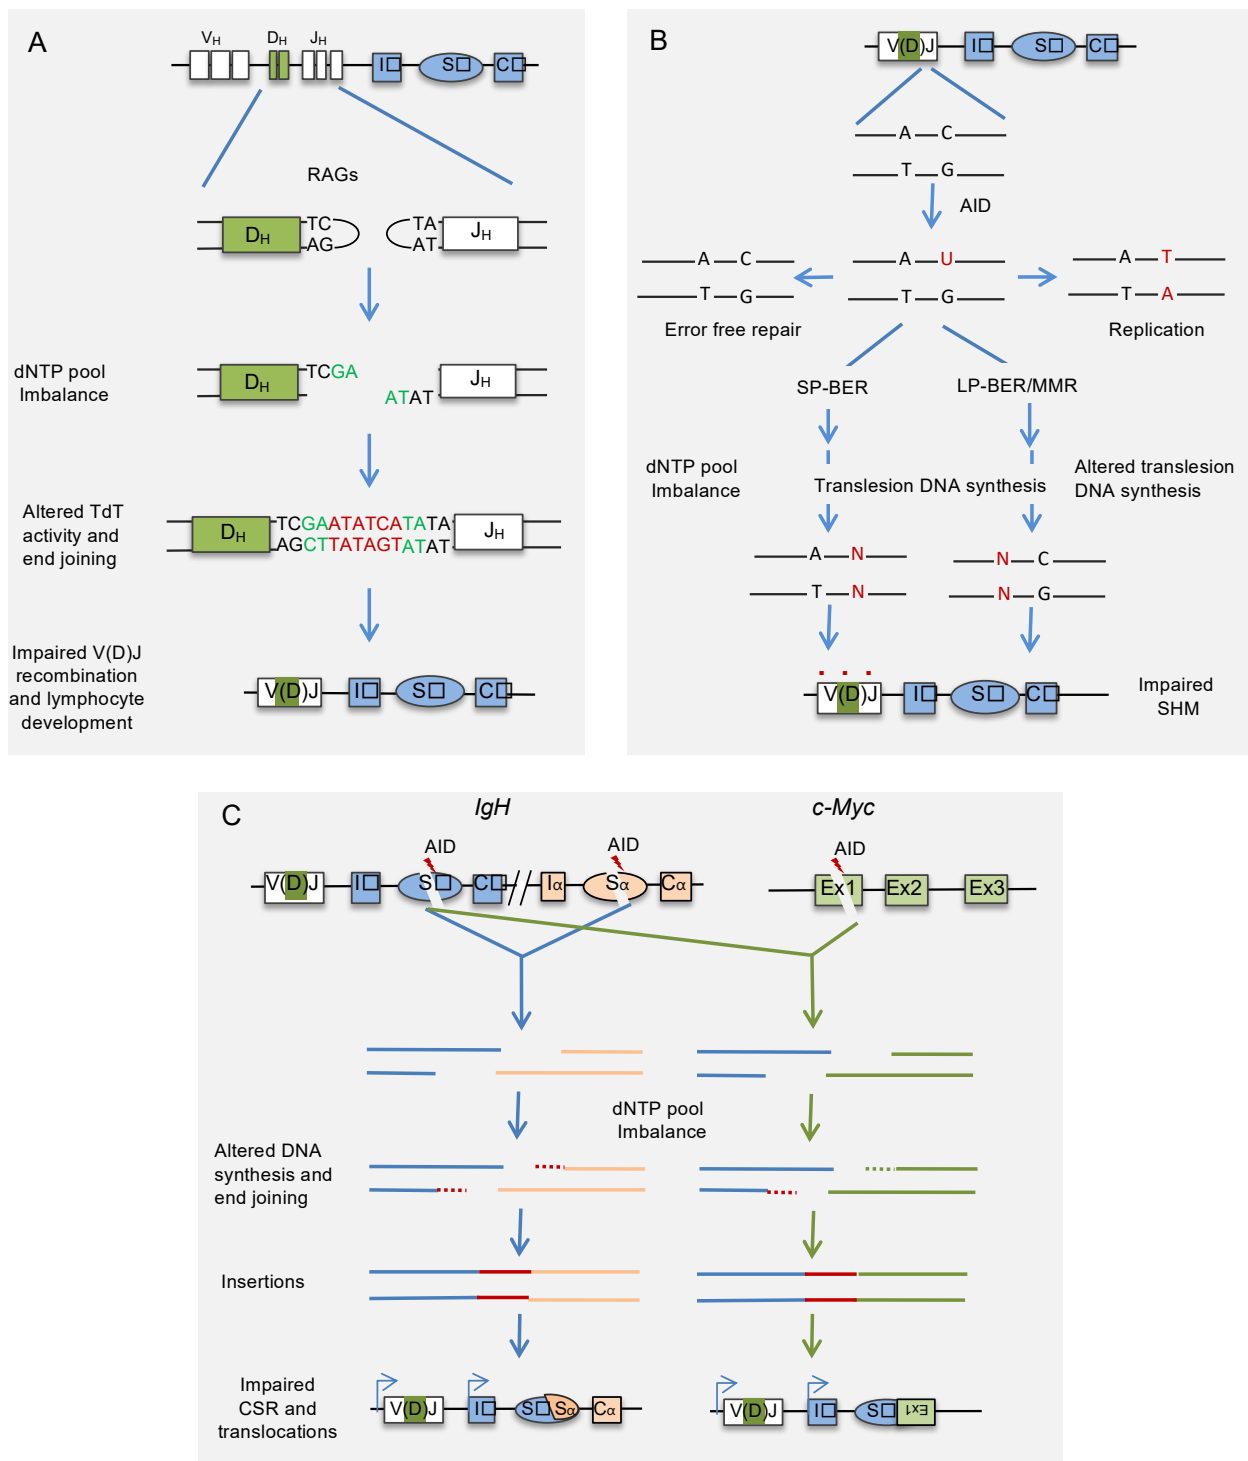 A
VH DH JH
I□ S□ C□
RAGs
DH TC AG TA AT JH
dNTP pool
Imbalance
DH TCGA ATAT JH
Altered TdT
activity and
end joining
DH TCGAATATCATATA JH
AGCTTATAGTATAT
Impaired V(D)J
recombination
and lymphocyte
development
V(D)J I□ S□ C□
B
V(D)J I□ S□ C□
A C
T G
AID
A C
T G
Error free repair
A U
T G
A T
T A
Replication
SP-BER
LP-BER/MMR
dNTP pool
Imbalance
Translesion DNA synthesis
Altered translesion
DNA synthesis
A N
T N
N C
N G
V(D)J I□ S□ C□
Impaired
SHM
C
IgH
c-Myc
AID AID AID
V(D)J I□ S□ C□ // Iα Sα Cα
Ex1 Ex2 Ex3
dNTP pool
Imbalance
Altered DNA
synthesis and
end joining
Insertions
Impaired
CSR and
translocations
V(D)J I□ S□ Sα Cα
V(D)J I□ S□ Ex1